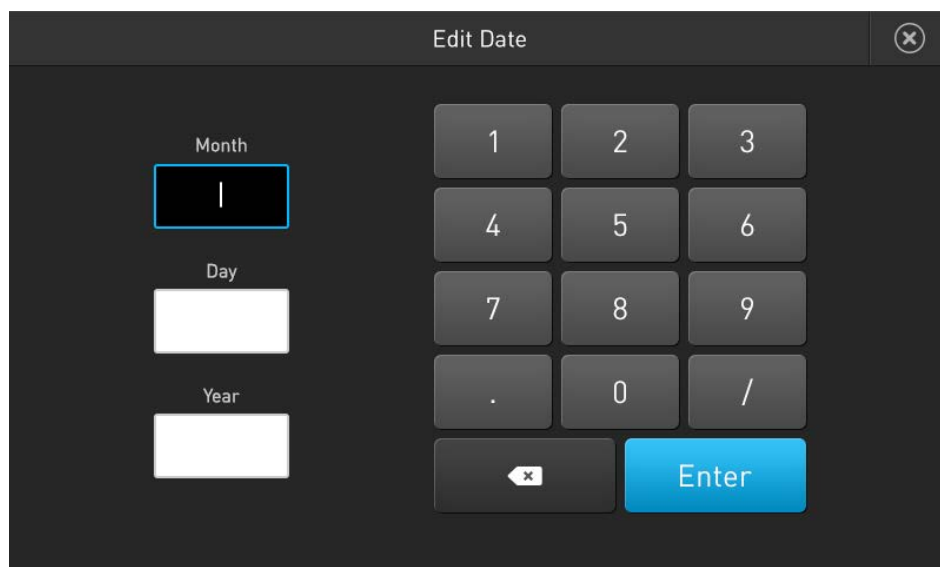 Edit Date
Month
Day
Year
1 2 3
4 5 6
7 8 9
. 0 /
Enter